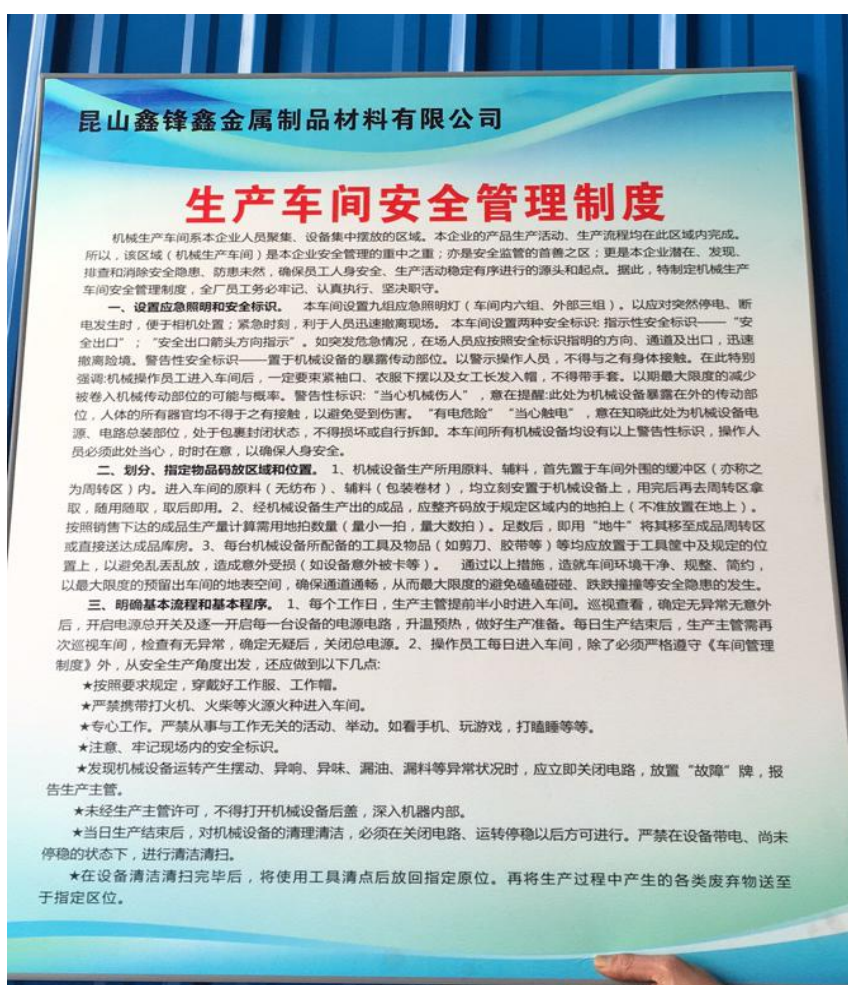 昆山鑫锋鑫金属制品材料有限公司
生产车间安全管理制度
机械生产车间系本企业人员聚集、设备集中摆放的区域。本企业的产品生产活动、生产流程均在此区域内完成。
所以，该区域（机械生产车间）是本企业安全管理的重中之重；亦是安全监管的首善之区；更是本企业潜在、发现、
排查和消除安全隐患、防患未然，确保员工人身安全、生产活动稳定有序进行的源头和起点。据此，特制定机械生产
车间安全管理制度，全厂员工务必牢记、认真执行、坚决职守。
一、设置应急照明和安全标识。 本车间设置九组应急照明灯（车间内六组、外部三组）。以应对突然停电、断
电发生时，便于相机处置；紧急时刻，利于人员迅速撤离现场。 本车间设置两种安全标识: 指示性安全标识—— “安
全出口”；“安全出口箭头方向指示”。如突发危急情况，在场人员应按照安全标识指明的方向、通道及出口，迅速
撤离险境。警告性安全标识——置于机械设备的暴露传动部位。以警示操作人员，不得与之有身体接触。在此特别
强调:机械操作员工进入车间后，一定要束紧袖口、衣服下摆以及女工长发入帽，不得带手套。以期最大限度的减少
被卷入机械传动部位的可能与概率。警告性标识:“当心机械伤人”，意在提醒:此处为机械设备暴露在外的传动部
位，人体的所有器官均不得于之有接触，以避免受到伤害。 “有电危险”“当心触电”，意在知晓此处为机械设备电
源、电路总装部位，处于包裹封闭状态，不得损坏或自行拆卸。本车间所有机械设备均设有以上警告性标识，操作人
员必须此处当心，时时在意，以确保人身安全。
二、划分、指定物品码放区域和位置。 1、机械设备生产所用原料、辅料，首先置于车间外围的缓冲区（亦称之
为周转区）内。进入车间的原料（无纺布）、辅料（包装卷材），均立刻安置于机械设备上，用完后再去周转区拿
取，随用随取，取后即用。2、经机械设备生产出的成品，应整齐码放于规定区域内的地拍上（不准放置在地上）。
按照销售下达的成品生产量计算需用地拍数量（量小一拍，量大数拍）。足数后，即用“地牛”将其移至成品周转区
或直接送达成品库房。3、每台机械设备所配备的工具及物品（如剪刀、胶带等）等均应放置于工具筐中及规定的位
置上，以避免乱丢乱放，造成意外受损（如设备意外被卡等）。 通过以上措施，造就车间环境干净、规整、简约，
以最大限度的预留出车间的地表空间，确保通道通畅，从而最大限度的避免磕磕碰碰、跌跌撞撞等安全隐患的发生。
三、明确基本流程和基本程序。 1、每个工作日，生产主管提前半小时进入车间。巡视查看，确定无异常无意外
后，开启电源总开关及逐一开启每一台设备的电源电路，升温预热，做好生产准备。每日生产结束后，生产主管需再
次巡视车间，检查有无异常，确定无疑后，关闭总电源。2、操作员工每日进入车间，除了必须严格遵守《车间管理
制度》外，从安全生产角度出发，还应做到以下几点:
★按照要求规定，穿戴好工作服、工作帽。
★严禁携带打火机、火柴等火源火种进入车间。
★专心工作。严禁从事与工作无关的活动、举动。如看手机、玩游戏，打瞌睡等等。
★注意、牢记现场内的安全标识。
★发现机械设备运转产生摆动、异响、异味、漏油、漏料等异常状况时，应立即关闭电路，放置“故障”牌，报
告生产主管。
★未经生产主管许可，不得打开机械设备后盖，深入机器内部。
★当日生产结束后，对机械设备的清理清洁，必须在关闭电路、运转停稳以后方可进行。严禁在设备带电、尚未
停稳的状态下，进行清洁清扫。
★在设备清洁清扫完毕后，将使用工具清点后放回指定原位。再将生产过程中产生的各类废弃物送至
于指定区位。